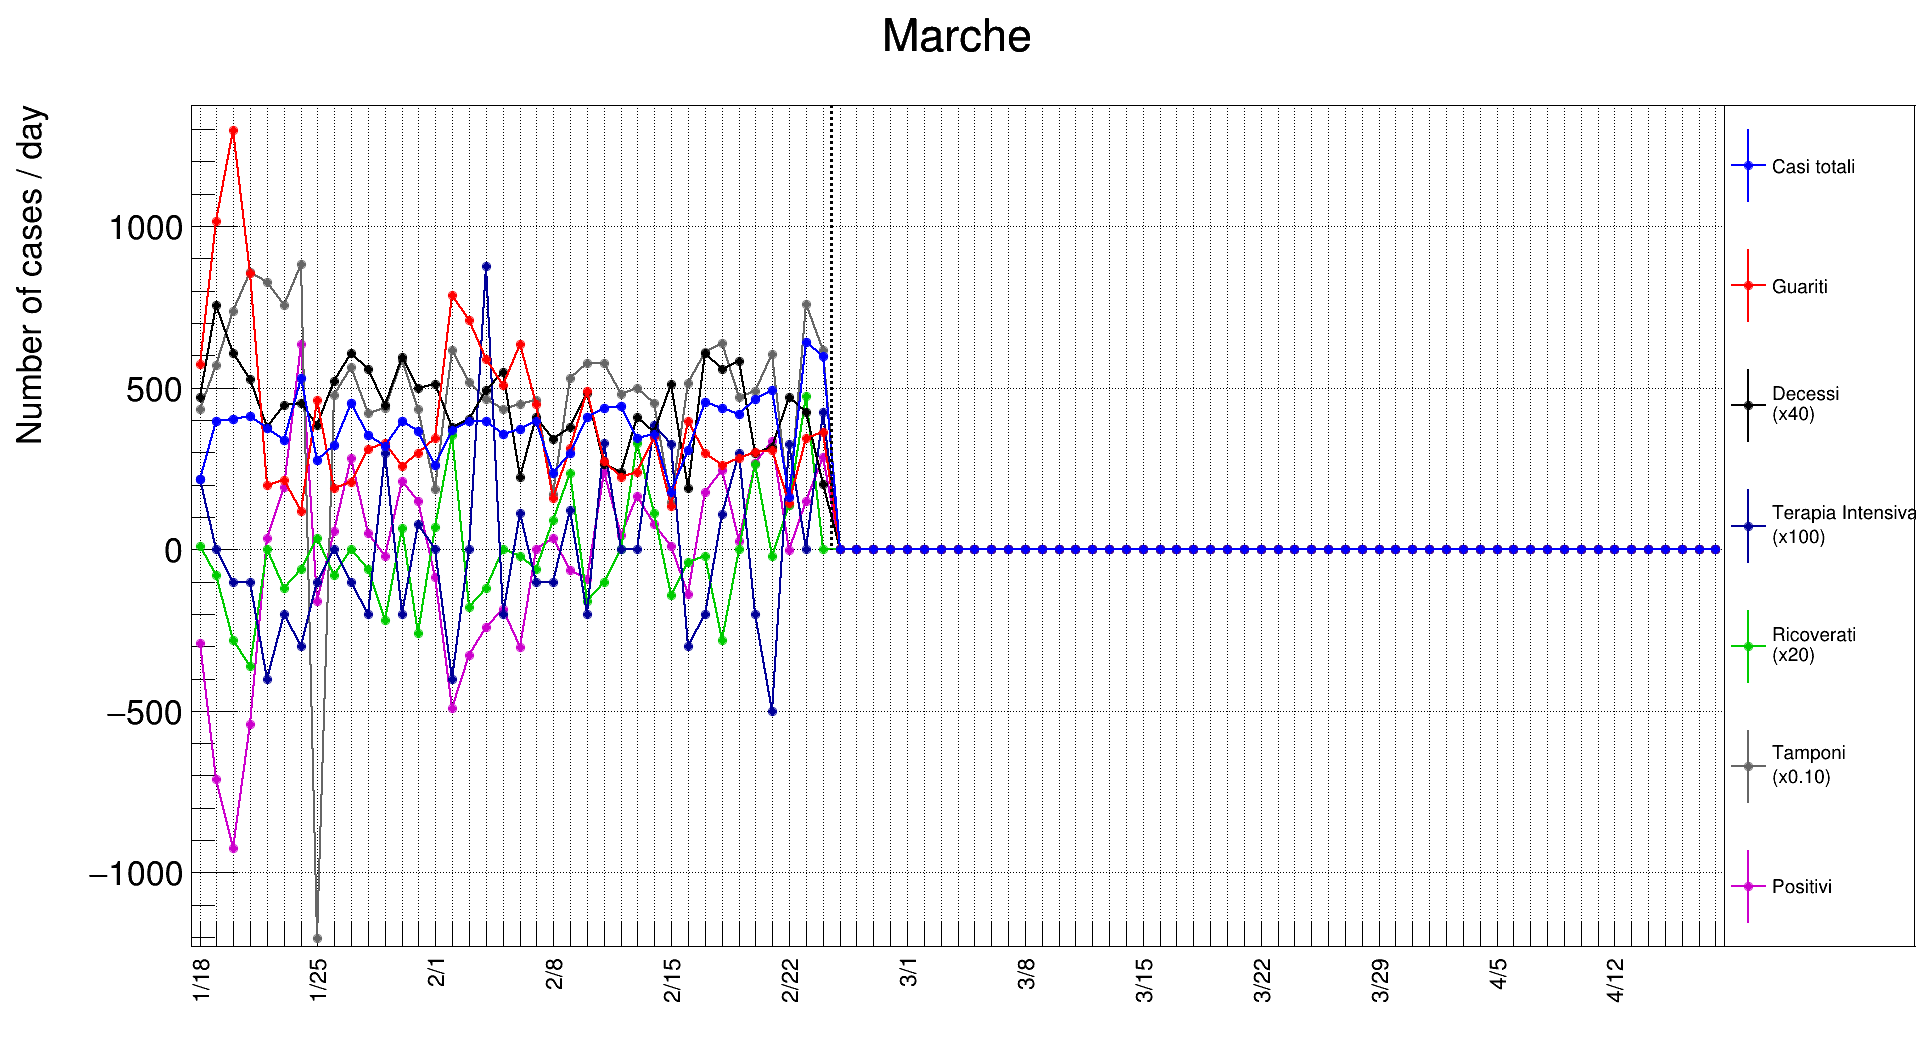 Marche
Number of cases / day
1000
500
0
−500
−1000
1/18
1/25
2/1
2/8
2/15
2/22
3/1
3/8
3/15
3/22
3/29
4/5
4/12
Casi totali
Guariti
Decessi
(x40)
Terapia Intensiva
(x100)
Ricoverati
(x20)
Tamponi
(x0.10)
Positivi